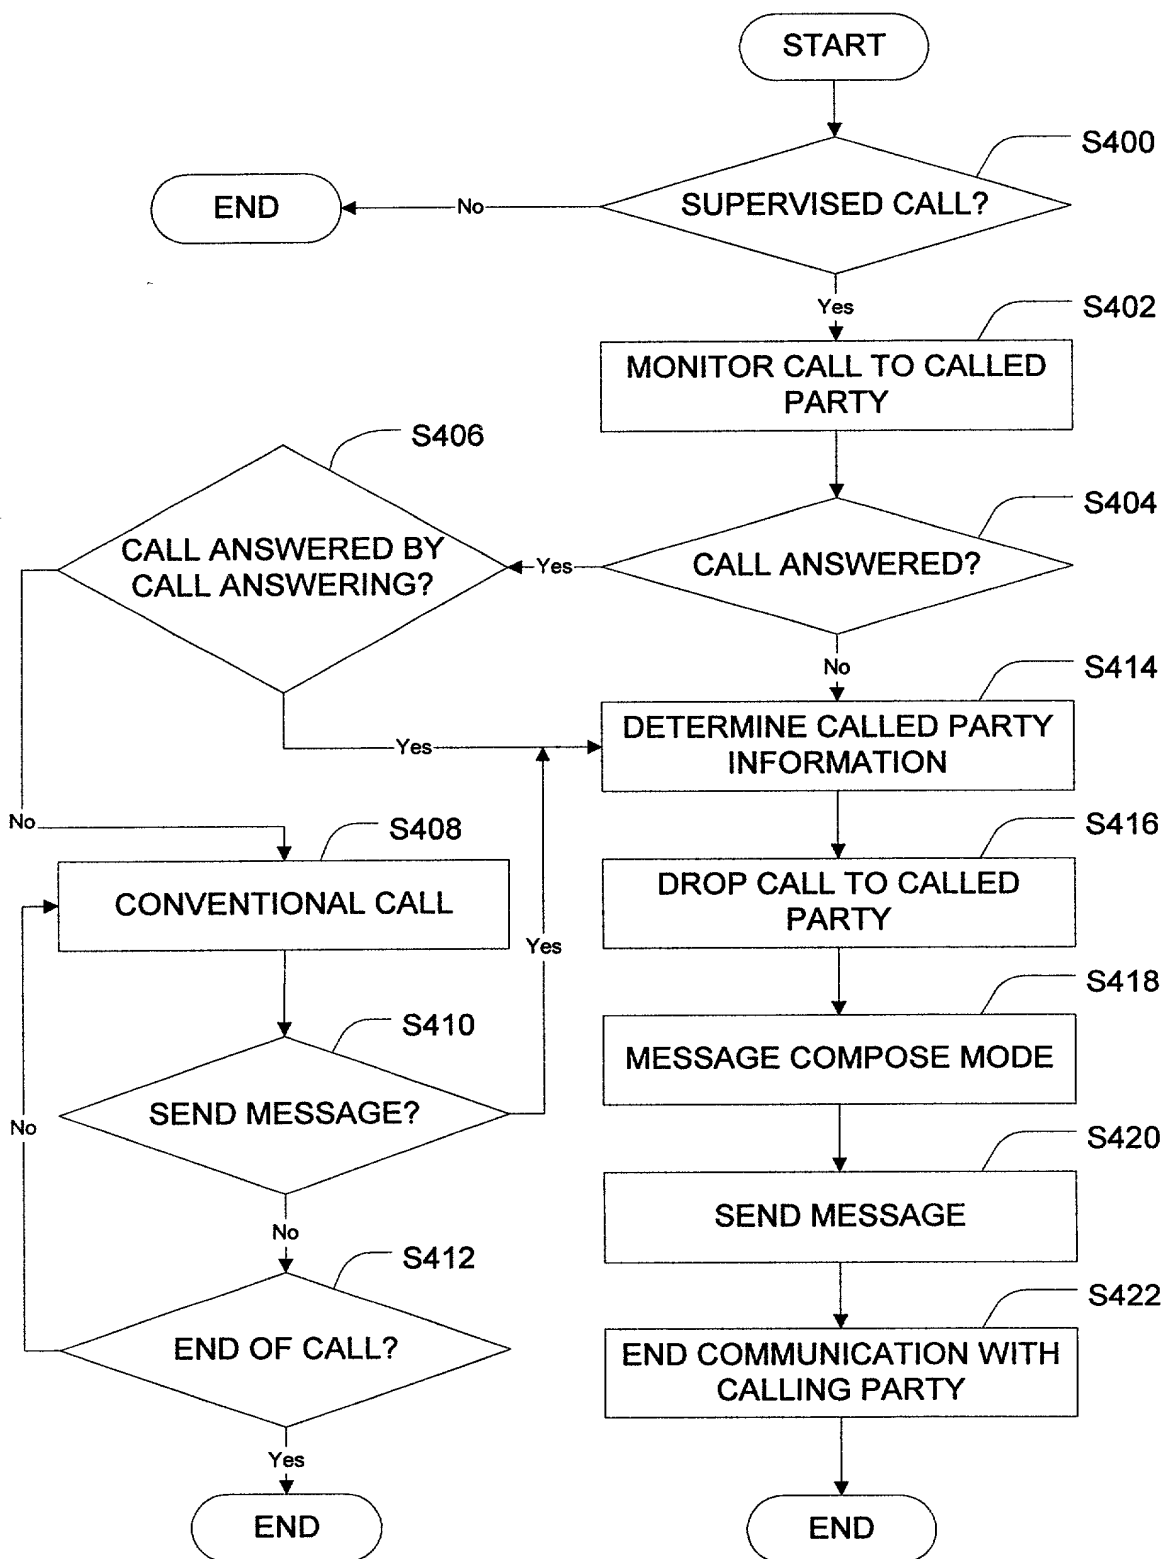 START
S400
SUPERVISED CALL?
No
END
Yes
S402
MONITOR CALL TO CALLED
PARTY
S406
S404
CALL ANSWERED BY
CALL ANSWERING?
Yes
CALL ANSWERED?
No
S414
DETERMINE CALLED PARTY
INFORMATION
Yes
No
S408
CONVENTIONAL CALL
S416
DROP CALL TO CALLED
PARTY
Yes
S410
SEND MESSAGE?
S418
MESSAGE COMPOSE MODE
No
No
S420
SEND MESSAGE
S412
END OF CALL?
S422
END COMMUNICATION WITH
CALLING PARTY
Yes
END
END